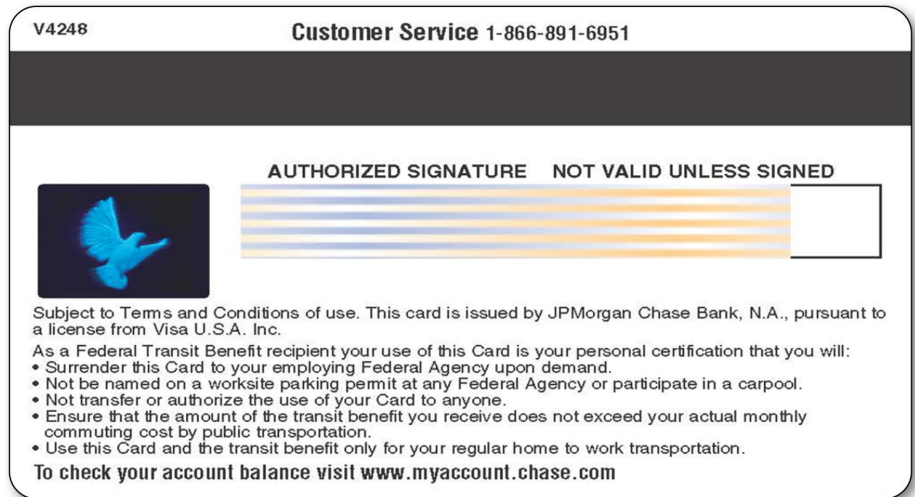 V4248
Customer Service 1-866-891-6951
AUTHORIZED SIGNATURE NOT VALID UNLESS SIGNED
Subject to Terms and Conditions of use. This card is issued by JPMorgan Chase Bank, N.A., pursuant to
a license from Visa U.S.A. Inc.
As a Federal Transit Benefit recipient your use of this Card is your personal certification that you will:
• Surrender this Card to your employing Federal Agency upon demand.
• Not be named on a worksite parking permit at any Federal Agency or participate in a carpool.
• Not transfer or authorize the use of your Card to anyone.
• Ensure that the amount of the transit benefit you receive does not exceed your actual monthly
commuting cost by public transportation.
• Use this Card and the transit benefit only for your regular home to work transportation.
To check your account balance visit www.myaccount.chase.com